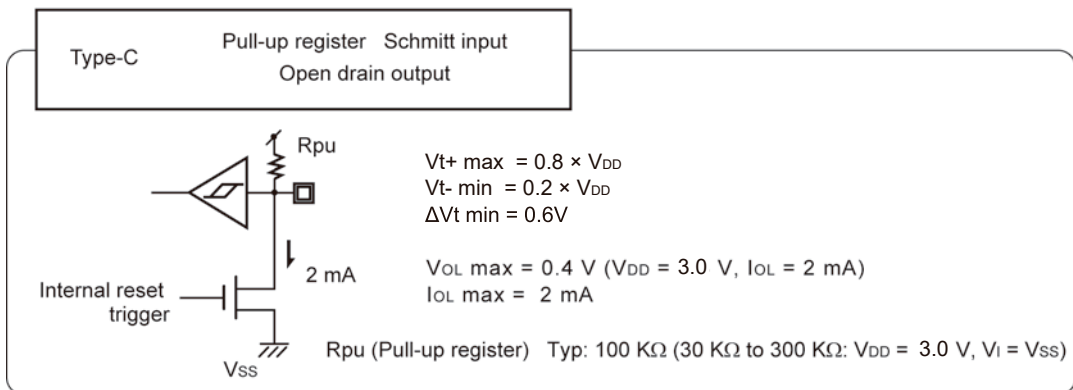 Type-C
Pull-up register Schmitt input
Open drain output
Rpu
Vt+ max = 0.8 × VDD
Vt- min = 0.2 × VDD
ΔVt min = 0.6V
2 mA
VOL max = 0.4 V (VDD = 3.0 V, IOL = 2 mA)
IOL max = 2 mA
Internal reset
trigger
VSS
Rpu (Pull-up register) Typ: 100 KΩ (30 KΩ to 300 KΩ: VDD = 3.0 V, VI = VSS)